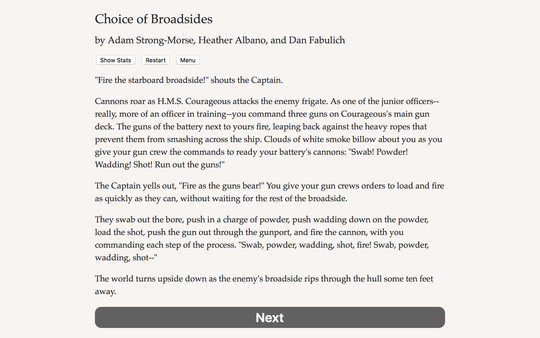 Choice of Broadsides
by Adam Strong-Morse, Heather Albano, and Dan Fabulich
Show Stats Restart Menu
"Fire the starboard broadside!" shouts the Captain.
Cannons roar as H.M.S. Courageous attacks the enemy frigate. As one of the junior officers--
really, more of an officer in training--you command three guns on Courageous's main gun
deck. The guns of the battery next to yours fire, leaping back against the heavy ropes that
prevent them from smashing across the ship. Clouds of white smoke billow about you as you
give your gun crew the commands to ready your battery's cannons: "Swab! Powder!
Wadding! Shot! Run out the guns!"
The Captain yells out, "Fire as the guns bear!" You give your gun crews orders to load and fire
as quickly as they can, without waiting for the rest of the broadside.
They swab out the bore, push in a charge of powder, push wadding down on the powder,
load the shot, push the gun out through the gunport, and fire the cannon, with you
commanding each step of the process. "Swab, powder, wadding, shot, fire! Swab, powder,
wadding, shot--"
The world turns upside down as the enemy's broadside rips through the hull some ten feet
away.
Next